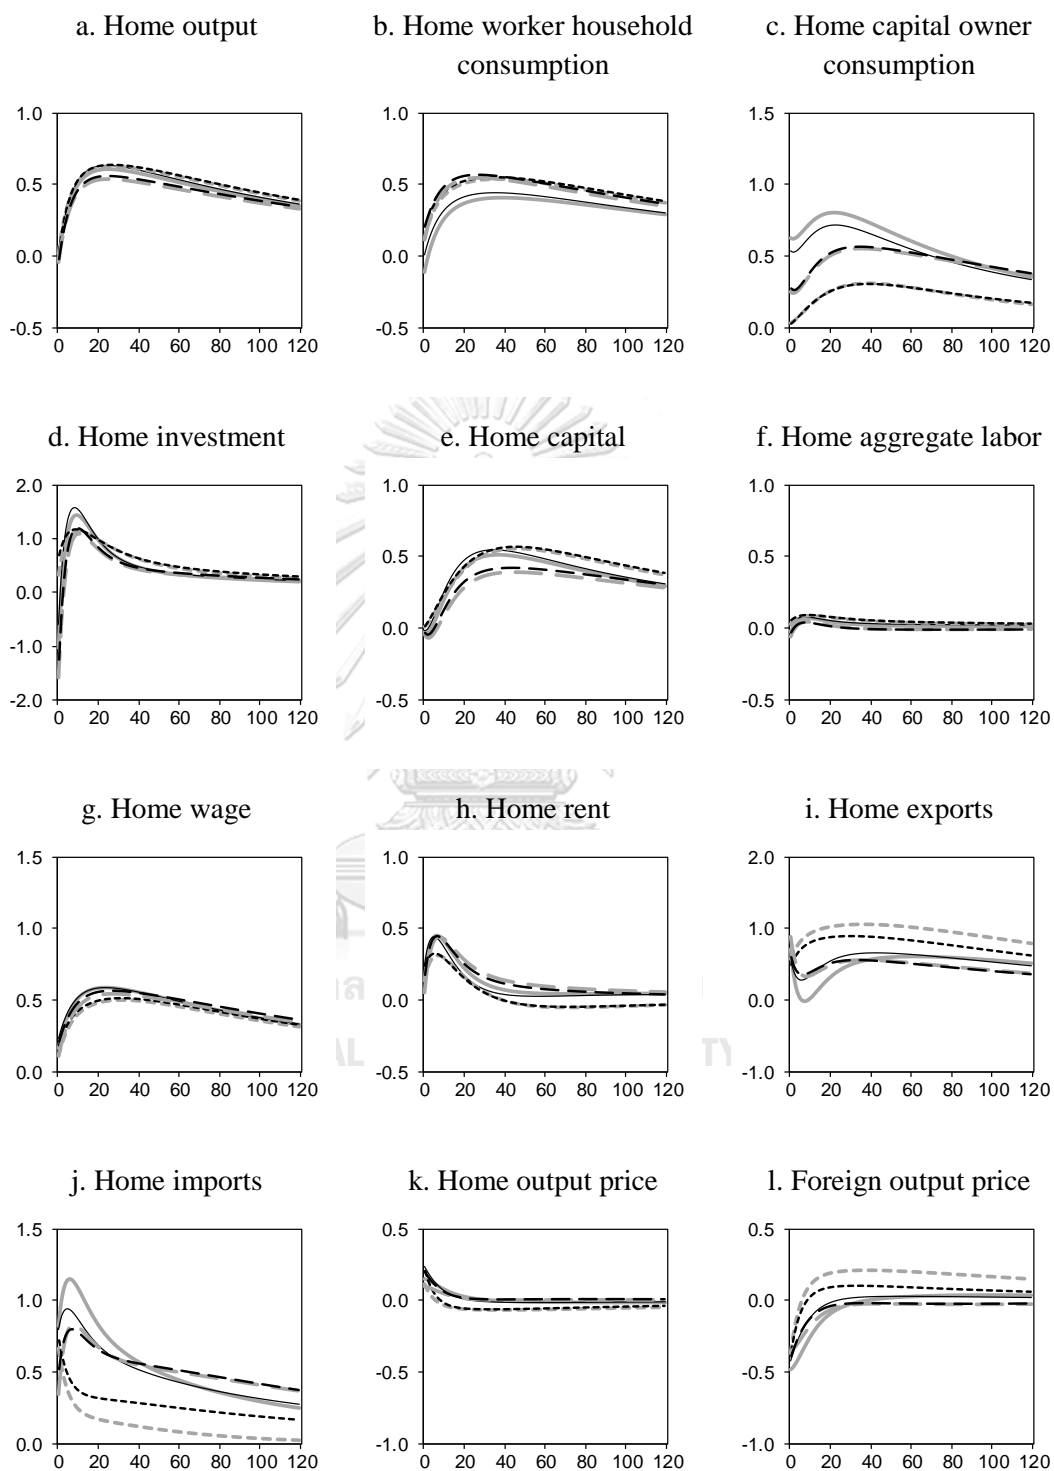 a. Home output
b. Home worker household
consumption
c. Home capital owner
consumption
1.0
0.5
0.0
-0.5
0 20 40 60 80 100 120
1.0
0.5
0.0
-0.5
0 20 40 60 80 100 120
1.5
1.0
0.5
0.0
0 20 40 60 80 100 120
d. Home investment
e. Home capital
f. Home aggregate labor
2.0
1.0
0.0
-1.0
-2.0
0 20 40 60 80 100 120
1.0
0.5
0.0
-0.5
0 20 40 60 80 100 120
1.0
0.5
0.0
-0.5
0 20 40 60 80 100 120
g. Home wage
h. Home rent
i. Home exports
1.5
1.0
0.5
0.0
0 20 40 60 80 100 120
1.0
0.5
0.0
-0.5
0 20 40 60 80 100 120
2.0
1.0
0.0
-1.0
0 20 40 60 80 100 120
j. Home imports
k. Home output price
l. Foreign output price
1.5
1.0
0.5
0.0
0 20 40 60 80 100 120
0.5
0.0
-0.5
-1.0
0 20 40 60 80 100 120
0.5
0.0
-0.5
-1.0
0 20 40 60 80 100 120